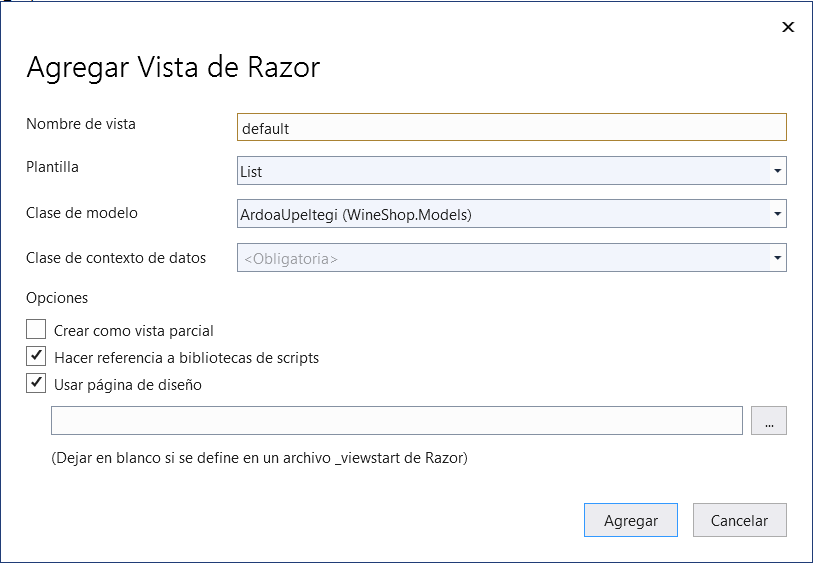 Agregar Vista de Razor
Nombre de vista
default
Plantilla
List
Clase de modelo
ArdoaUpeltegi (WineShop.Models)
Clase de contexto de datos
<Obligatoria>
Opciones
Crear como vista parcial
Hacer referencia a bibliotecas de scripts
Usar página de diseño
...
(Dejar en blanco si se define en un archivo _viewstart de Razor)
Agregar
Cancelar